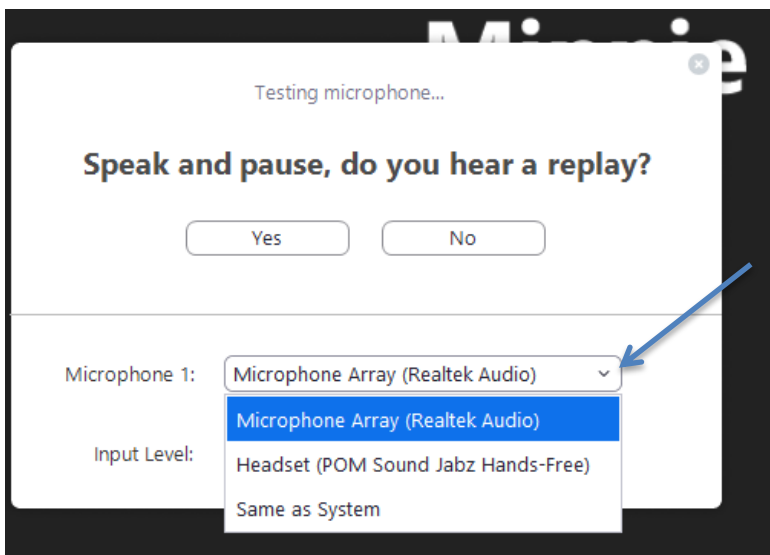 Minnie
Testing microphone...
Speak and pause, do you hear a replay?
Yes No
Microphone 1: Microphone Array (Realtek Audio)
Microphone Array (Realtek Audio)
Input Level:
Headset (POM Sound Jabz Hands-Free)
Same as System